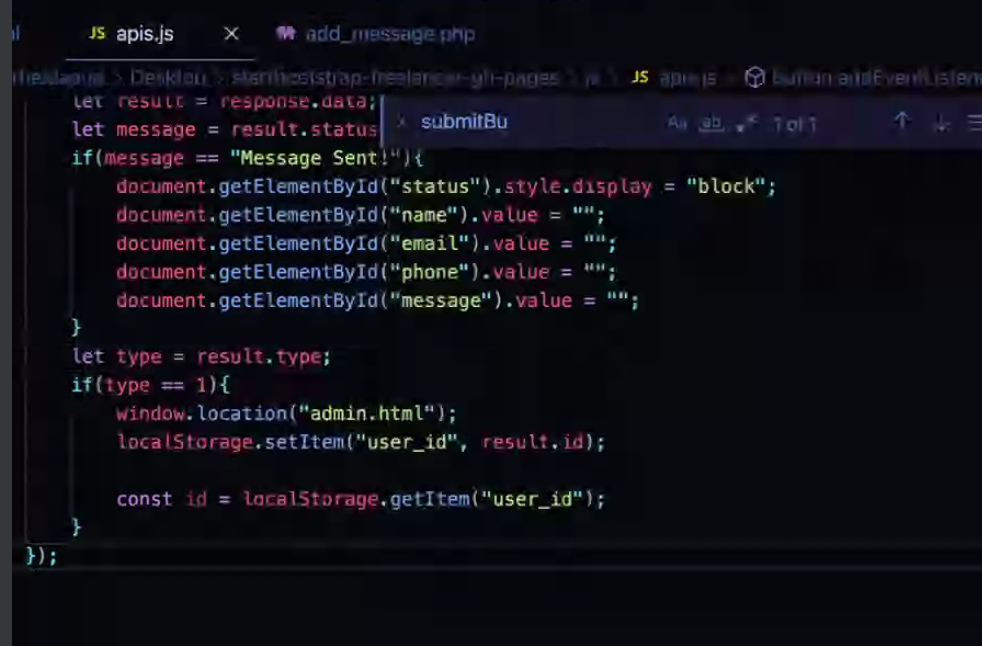 JS apis.js × add_message.php
Desktop > startbootstrap-freelancer-gh-pages > js > JS apis.js > button.addEventListen
let result = response.data;
let message = result.status
submitBu
Aa ab 1 of 1
if(message == "Message Sent!"){
document.getElementById("status").style.display = "block";
document.getElementById("name").value = "";
document.getElementById("email").value = "";
document.getElementById("phone").value = "";
document.getElementById("message").value = "";
}
let type = result.type;
if(type == 1){
window.location("admin.html");
localStorage.setItem("user_id", result.id);
const id = localStorage.getItem("user_id");
}
});